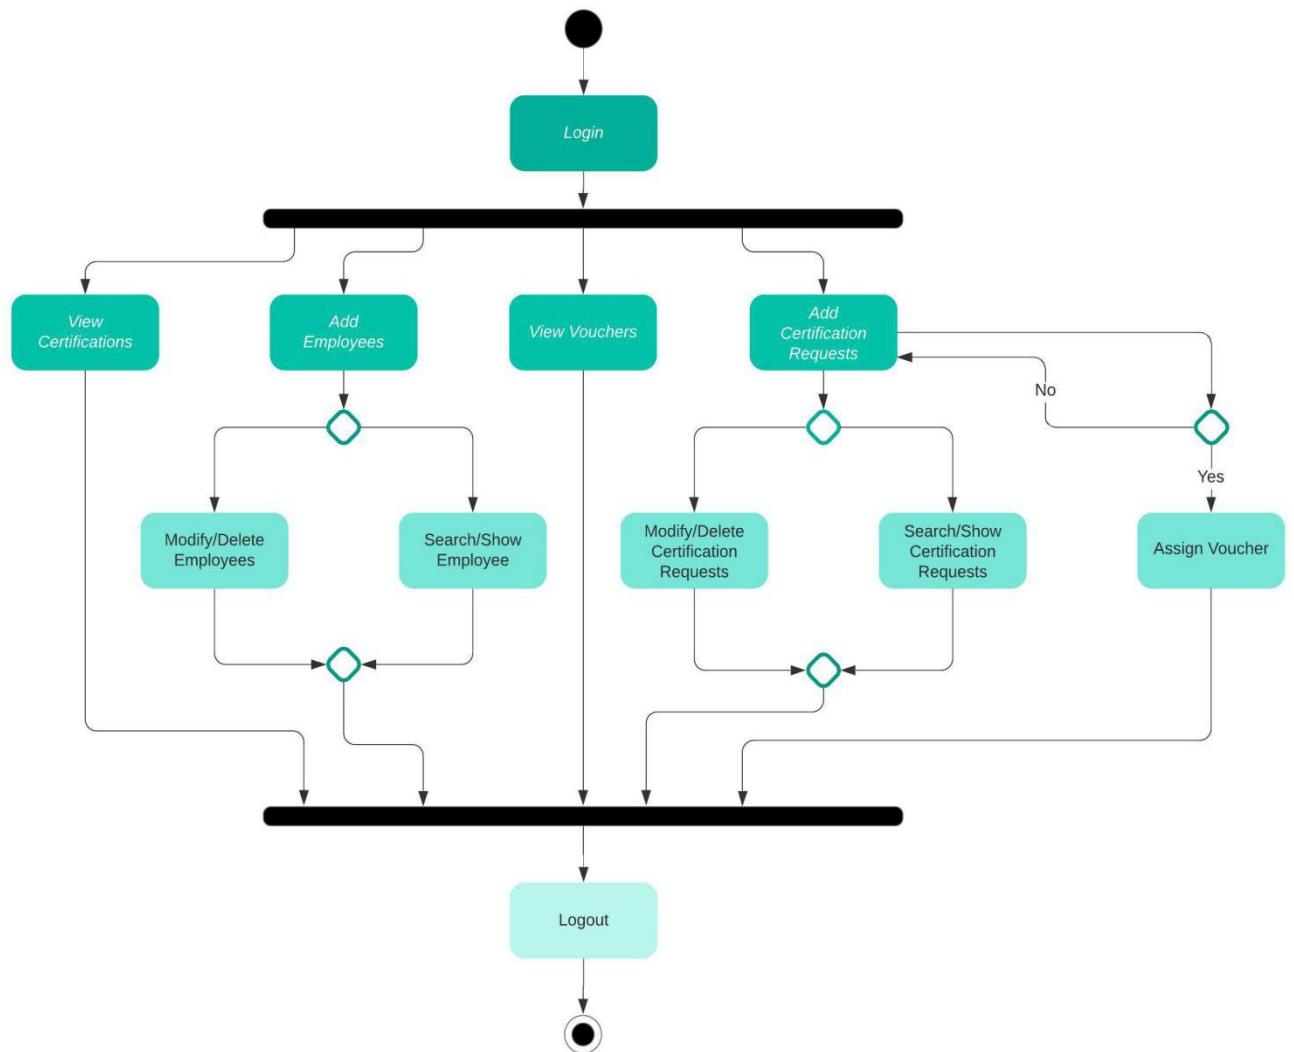 Login
View
Certifications
Add
Employees
View Vouchers
Add
Certification
Requests
No
Yes
Modify/Delete
Employees
Search/Show
Employee
Modify/Delete
Certification
Requests
Search/Show
Certification
Requests
Assign Voucher
Logout